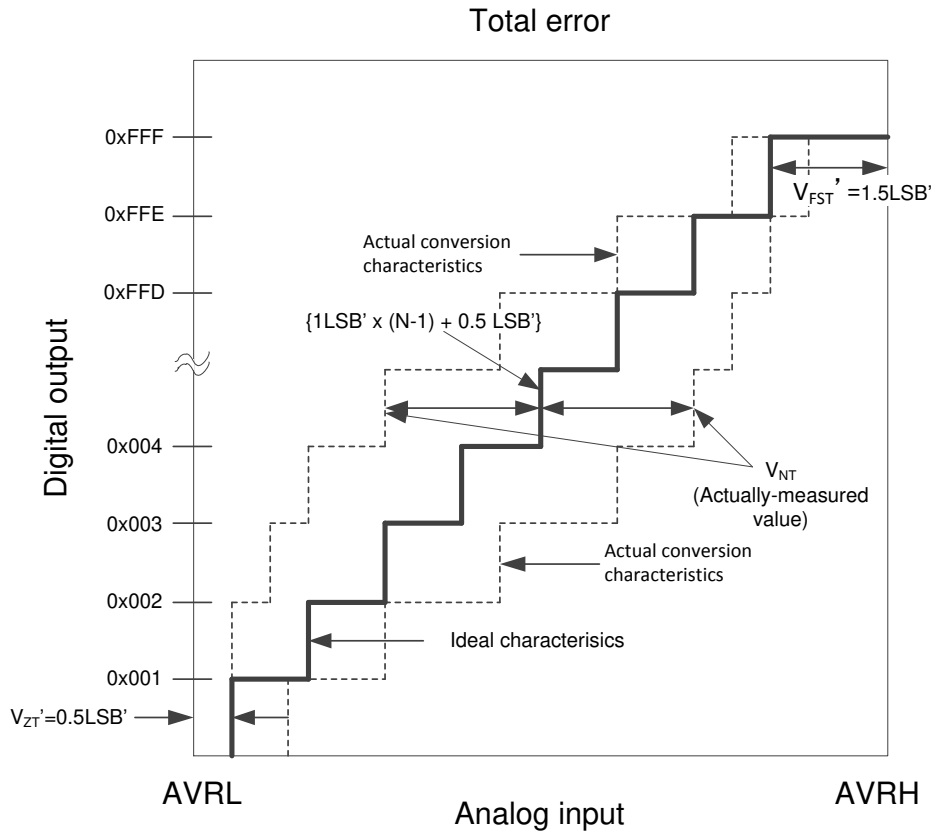 Total error
0xFFF
V_FST' =1.5LSB'
0xFFE
Actual conversion
characteristics
0xFFD
{1LSB' x (N-1) + 0.5 LSB'}
Digital output
0x004
V_NT
(Actually-measured
value)
0x003
Actual conversion
characteristics
0x002
Ideal characterisics
0x001
V_ZT'=0.5LSB'
AVRL
AVRH
Analog input